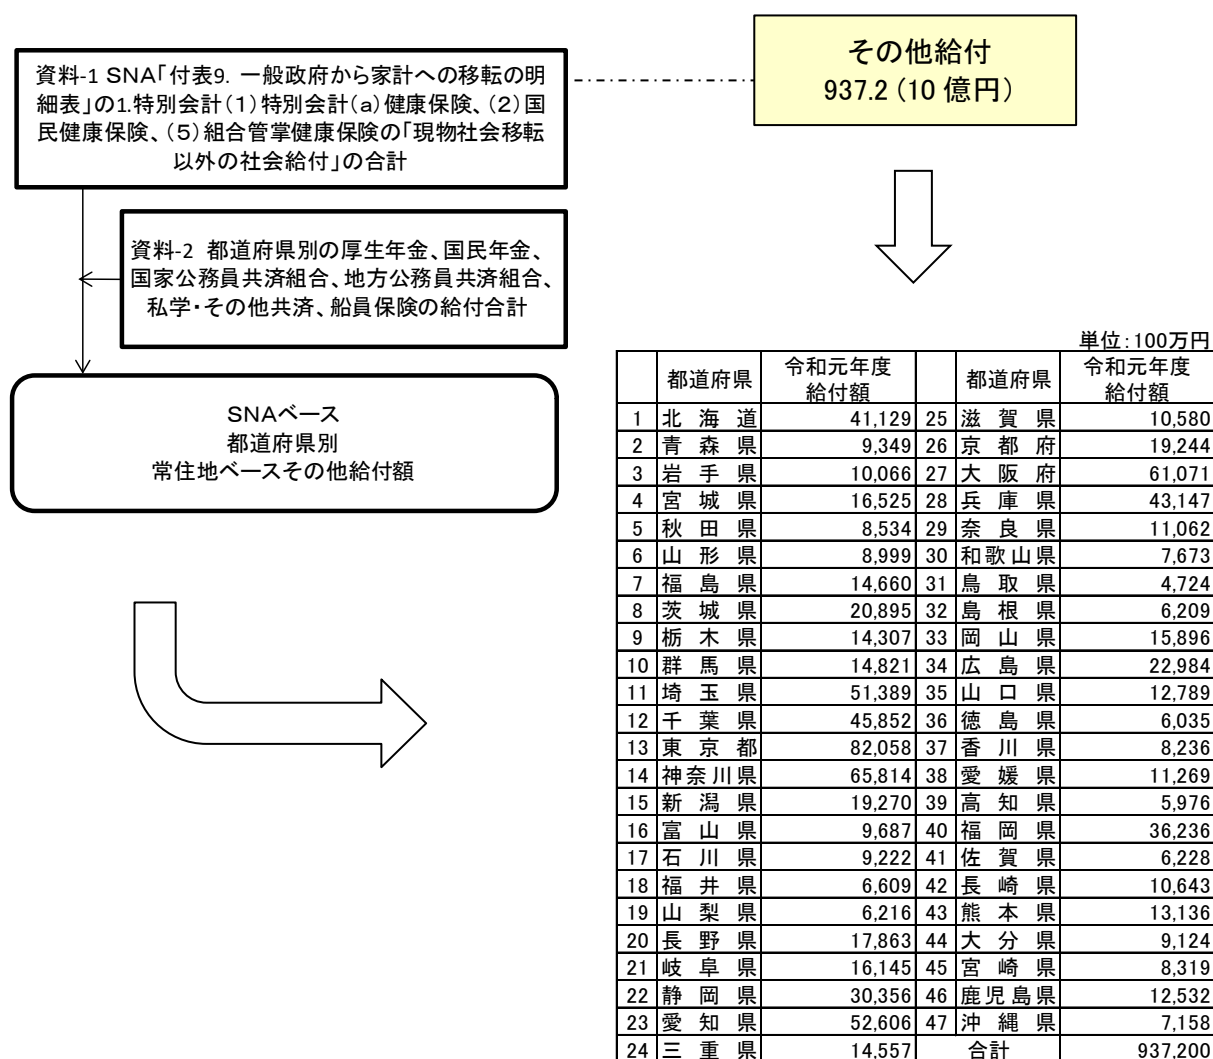 その他給付
937.2（10 億円）
資料-1 SNA「付表9. 一般政府から家計への移転の明
細表」の1.特別会計（1）特別会計（a）健康保険、（2）国
民健康保険、（5）組合管掌健康保険の「現物社会移転
以外の社会給付」の合計
資料-2 都道府県別の厚生年金、国民年金、
国家公務員共済組合、地方公務員共済組合、
私学・その他共済、船員保険の給付合計
SNAベース
都道府県別
常住地ベースその他給付額
単位：100万円
都道府県 令和元年度 都道府県 令和元年度
給付額 給付額
1 北海道 41,129 25 滋賀県 10,580
2 青森県 9,349 26 京都府 19,244
3 岩手県 10,066 27 大阪府 61,071
4 宮城県 16,525 28 兵庫県 43,147
5 秋田県 8,534 29 奈良県 11,062
6 山形県 8,999 30 和歌山県 7,673
7 福島県 14,660 31 鳥取県 4,724
8 茨城県 20,895 32 島根県 6,209
9 栃木県 14,307 33 岡山県 15,896
10 群馬県 14,821 34 広島県 22,984
11 埼玉県 51,389 35 山口県 12,789
12 千葉県 45,852 36 徳島県 6,035
13 東京都 82,058 37 香川県 8,236
14 神奈川県 65,814 38 愛媛県 11,269
15 新潟県 19,270 39 高知県 5,976
16 富山県 9,687 40 福岡県 36,236
17 石川県 9,222 41 佐賀県 6,228
18 福井県 6,609 42 長崎県 10,643
19 山梨県 6,216 43 熊本県 13,136
20 長野県 17,863 44 大分県 9,124
21 岐阜県 16,145 45 宮崎県 8,319
22 静岡県 30,356 46 鹿児島県 12,532
23 愛知県 52,606 47 沖縄県 7,158
24 三重県 14,557 合計 937,200